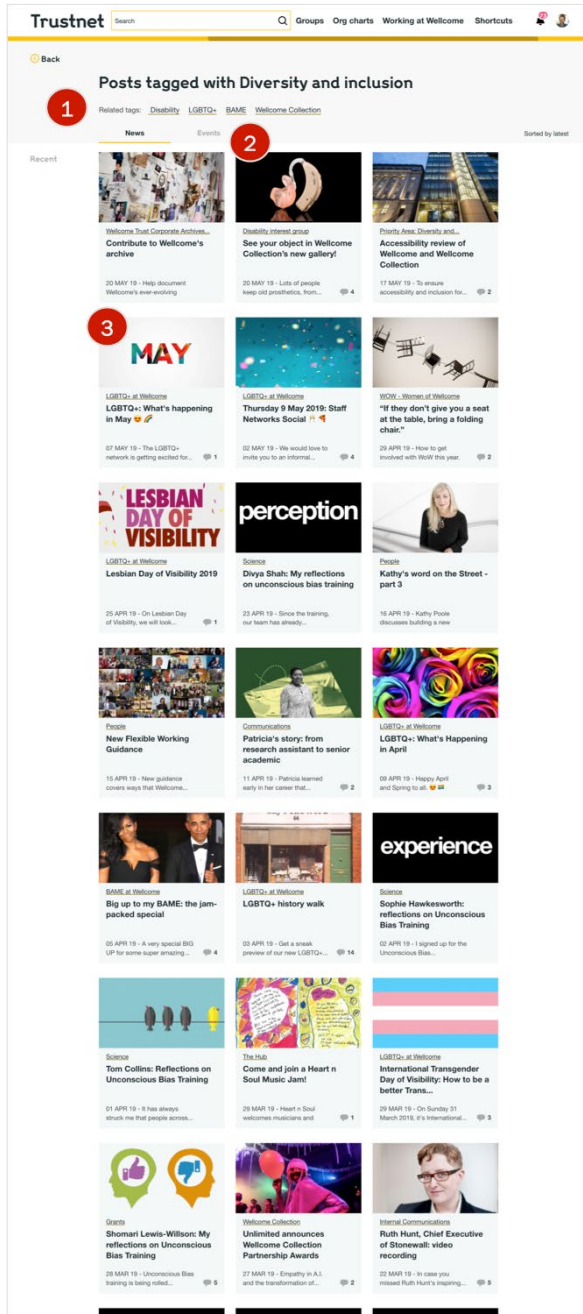 Trustnet
Search
Groups Org charts Working at Wellcome Shortcuts
Back
Posts tagged with Diversity and inclusion
1
Related tags: Disability LGBTQ+ BAME Wellcome Collection
News Events
2
Sorted by latest
Recent
Wellcome Trust Corporate Archives...
Contribute to Wellcome's
archive
20 MAY 19 - Help document
Wellcome's ever-evolving
Disability interest group
See your object in Wellcome
Collection's new gallery!
20 MAY 19 - Lots of people
keep old prosthetics, from... 4
Priority Area: Diversity and...
Accessibility review of
Wellcome and Wellcome
Collection
17 MAY 19 - To ensure
accessibility and inclusion for... 2
3
MAY
LGBTQ+ at Wellcome
LGBTQ+: What's happening
in May 😍 🌈
07 MAY 19 - The LGBTQ+
network is getting excited for... 1
LGBTQ+ at Wellcome
Thursday 9 May 2019: Staff
Networks Social 🥂 🍕
02 MAY 19 - We would love to
invite you to an informal... 4
WOW - Women of Wellcome
"If they don't give you a seat
at the table, bring a folding
chair."
29 APR 19 - How to get
involved with WoW this year. 2
LESBIAN
DAY OF
VISIBILITY
LGBTQ+ at Wellcome
Lesbian Day of Visibility 2019
25 APR 19 - On Lesbian Day
of Visibility, we will look... 1
perception
Science
Divya Shah: My reflections
on unconscious bias training
23 APR 19 - Since the training,
our team has already...
People
Kathy's word on the Street -
part 3
16 APR 19 - Kathy Poole
discusses building a new
People
New Flexible Working
Guidance
15 APR 19 - New guidance
covers ways that Wellcome...
Communications
Patricia's story: from
research assistant to senior
academic
11 APR 19 - Patricia learned
early in her career that... 2
LGBTQ+ at Wellcome
LGBTQ+: What's Happening
in April
09 APR 19 - Happy April
and Spring to all. 3
BAME at Wellcome
Big up to my BAME: the jam-
packed special
05 APR 19 - A very special BIG
UP for some super amazing... 4
LGBTQ+ at Wellcome
LGBTQ+ history walk
03 APR 19 - Get a sneak
preview of our new LGBTQ+... 14
experience
Science
Sophie Hawkesworth:
reflections on Unconscious
Bias Training
02 APR 19 - I signed up for the
Unconscious Bias...
Science
Tom Collins: Reflections on
Unconscious Bias Training
01 APR 19 - It has always
struck me that people across...
The Hub
Come and join a Heart n
Soul Music Jam!
29 MAR 19 - Heart n Soul
welcomes musicians and 1
LGBTQ+ at Wellcome
International Transgender
Day of Visibility: How to be a
better Trans...
29 MAR 19 - On Sunday 31
March 2019, it's International... 3
Grants
Shomari Lewis-Willson: My
reflections on Unconscious
Bias Training
28 MAR 19 - Unconscious Bias
training is being rolled... 5
Wellcome Collection
Unlimited announces
Wellcome Collection
Partnership Awards
27 MAR 19 - Empathy in A.I.
and the transformation of... 2
Internal Communications
Ruth Hunt, Chief Executive
of Stonewall: video
recording
22 MAR 19 - In case you
missed Ruth Hunt's inspiring... 5